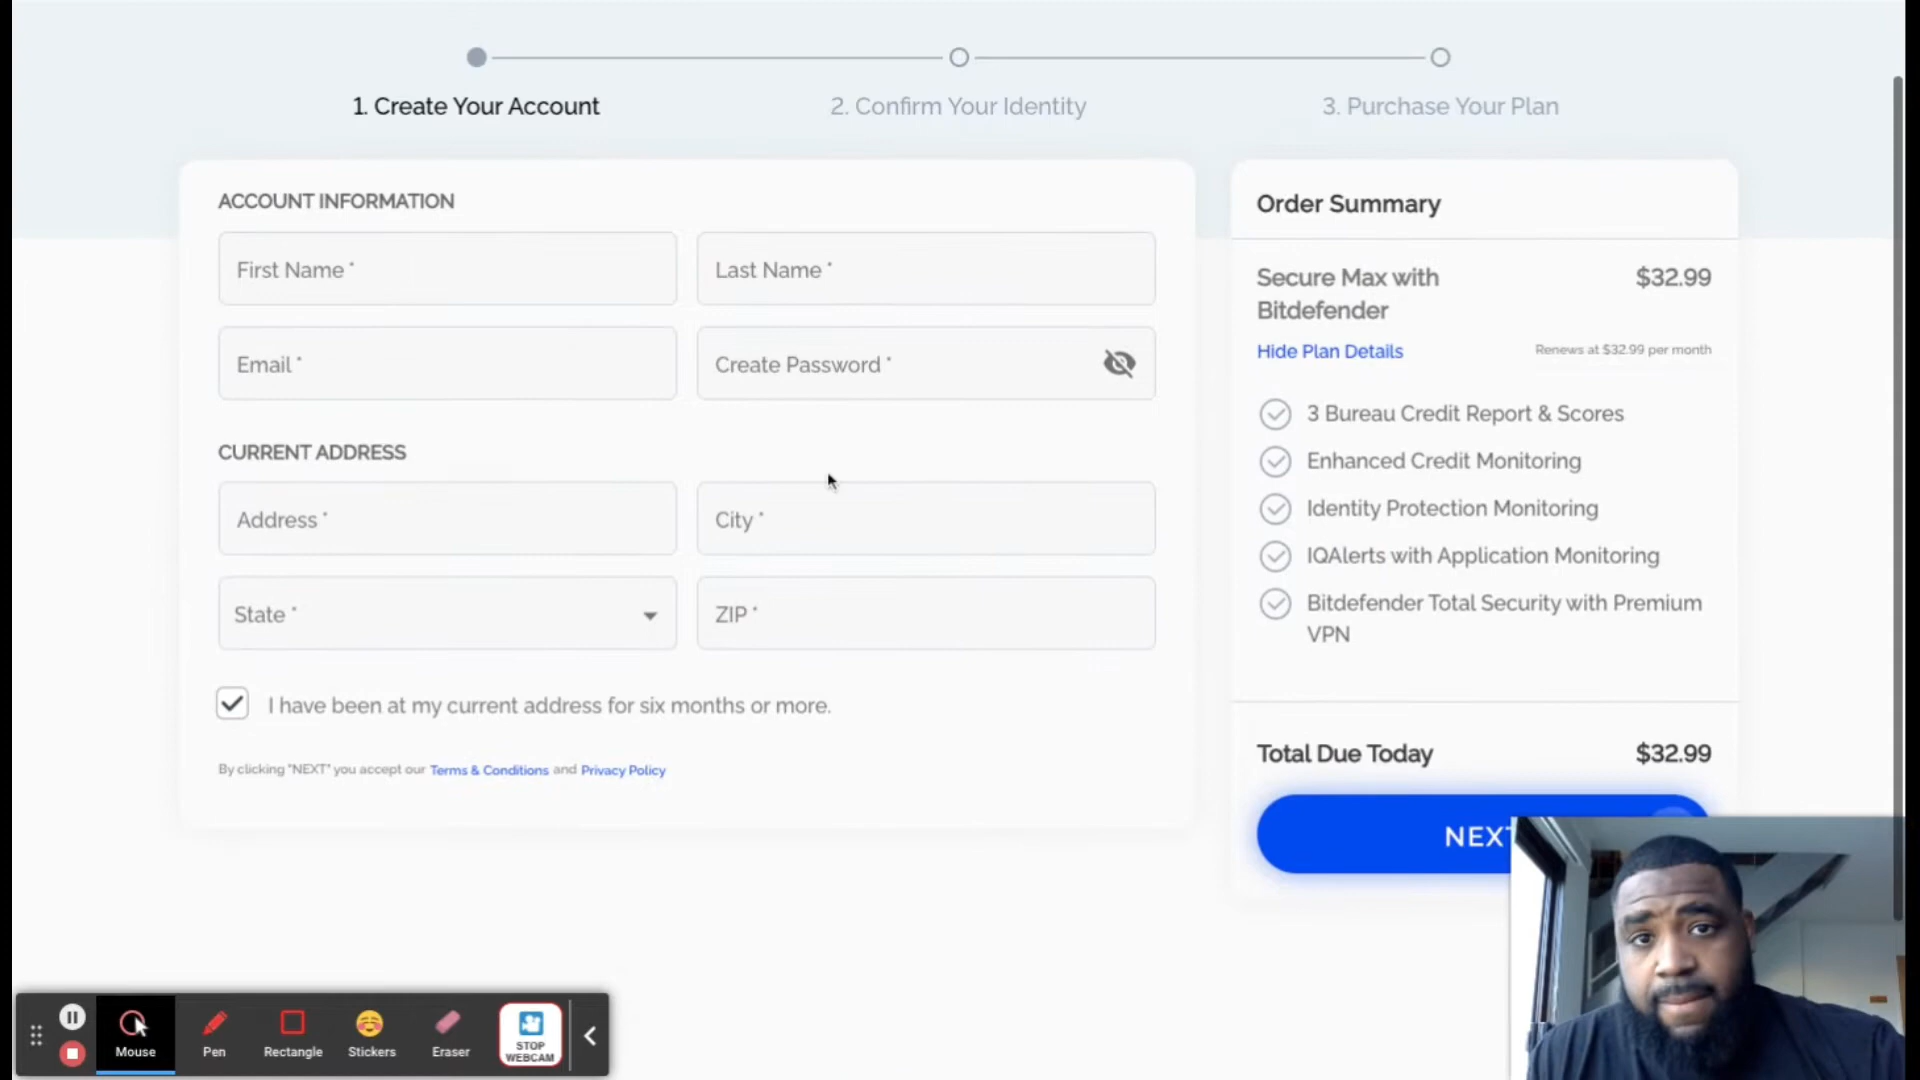 1. Create Your Account
2. Confirm Your Identity
3. Purchase Your Plan
ACCOUNT INFORMATION
First Name *
Last Name *
Email *
Create Password *
CURRENT ADDRESS
Address *
City *
State *
ZIP *
I have been at my current address for six months or more.
By clicking "NEXT" you accept our Terms & Conditions and Privacy Policy
Order Summary
Secure Max with
Bitdefender
$32.99
Hide Plan Details
Renews at $32.99 per month
3 Bureau Credit Report & Scores
Enhanced Credit Monitoring
Identity Protection Monitoring
IQAlerts with Application Monitoring
Bitdefender Total Security with Premium
VPN
Total Due Today
$32.99
NEXT
Mouse
Pen
Rectangle
Stickers
Eraser
STOP
WEBCAM